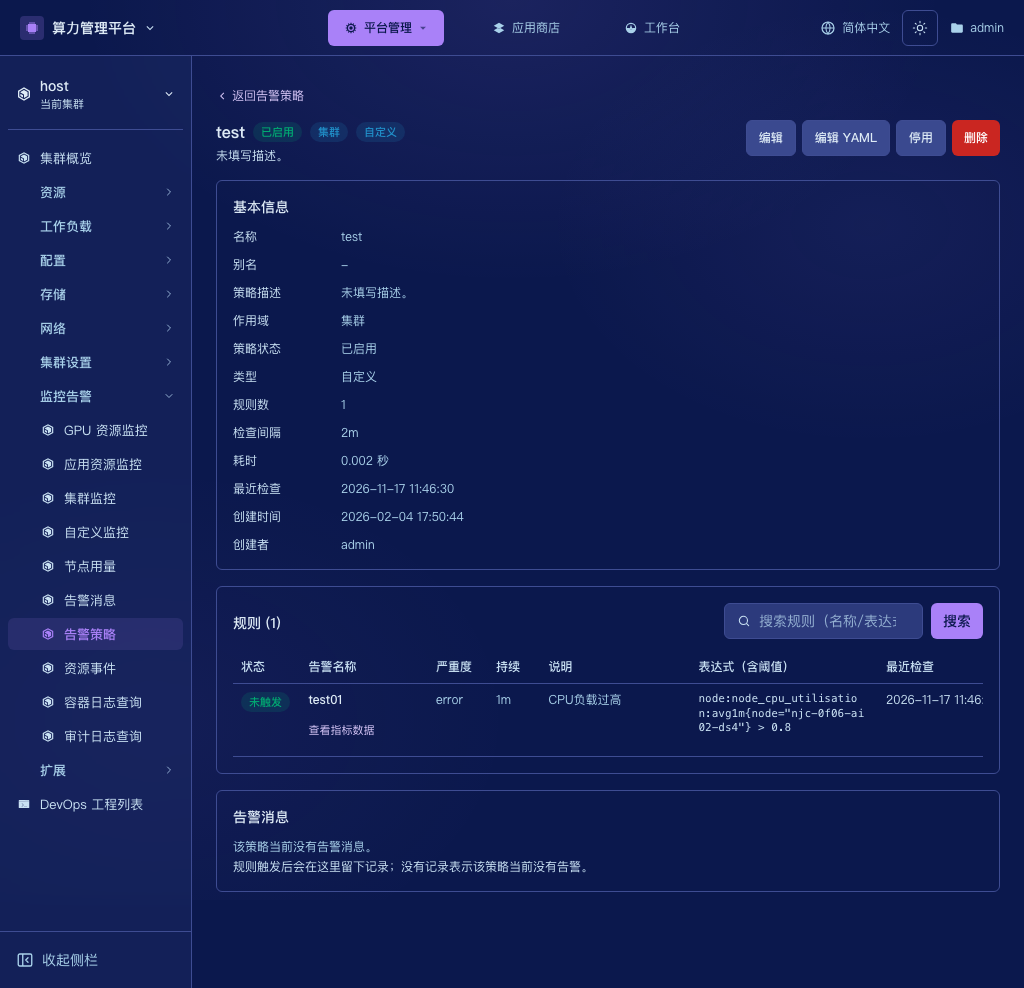 算力管理平台
平台管理
应用商店
工作台
简体中文
admin
host
当前集群
集群概览
资源
工作负载
配置
存储
网络
集群设置
监控告警
GPU 资源监控
应用资源监控
集群监控
自定义监控
节点用量
告警消息
告警策略
资源事件
容器日志查询
审计日志查询
扩展
DevOps 工程列表
收起侧栏
返回告警策略
test 已启用 集群 自定义
未填写描述。
编辑 编辑 YAML 停用 删除
基本信息
名称 test
别名 –
策略描述 未填写描述。
作用域 集群
策略状态 已启用
类型 自定义
规则数 1
检查间隔 2m
耗时 0.002 秒
最近检查 2026–11–17 11:46:30
创建时间 2026–02–04 17:50:44
创建者 admin
规则 (1)
搜索规则（名称/表达
搜索
状态 告警名称 严重度 持续 说明 表达式（含阈值） 最近检查
未触发 test01 error 1m CPU负载过高 node:node_cpu_utilisatio 2026–11–17 11:46:
n:avg1m{node="njc-0f06-ai
02-ds4"} > 0.8
查看指标数据
告警消息
该策略当前没有告警消息。
规则触发后会在这里留下记录；没有记录表示该策略当前没有告警。